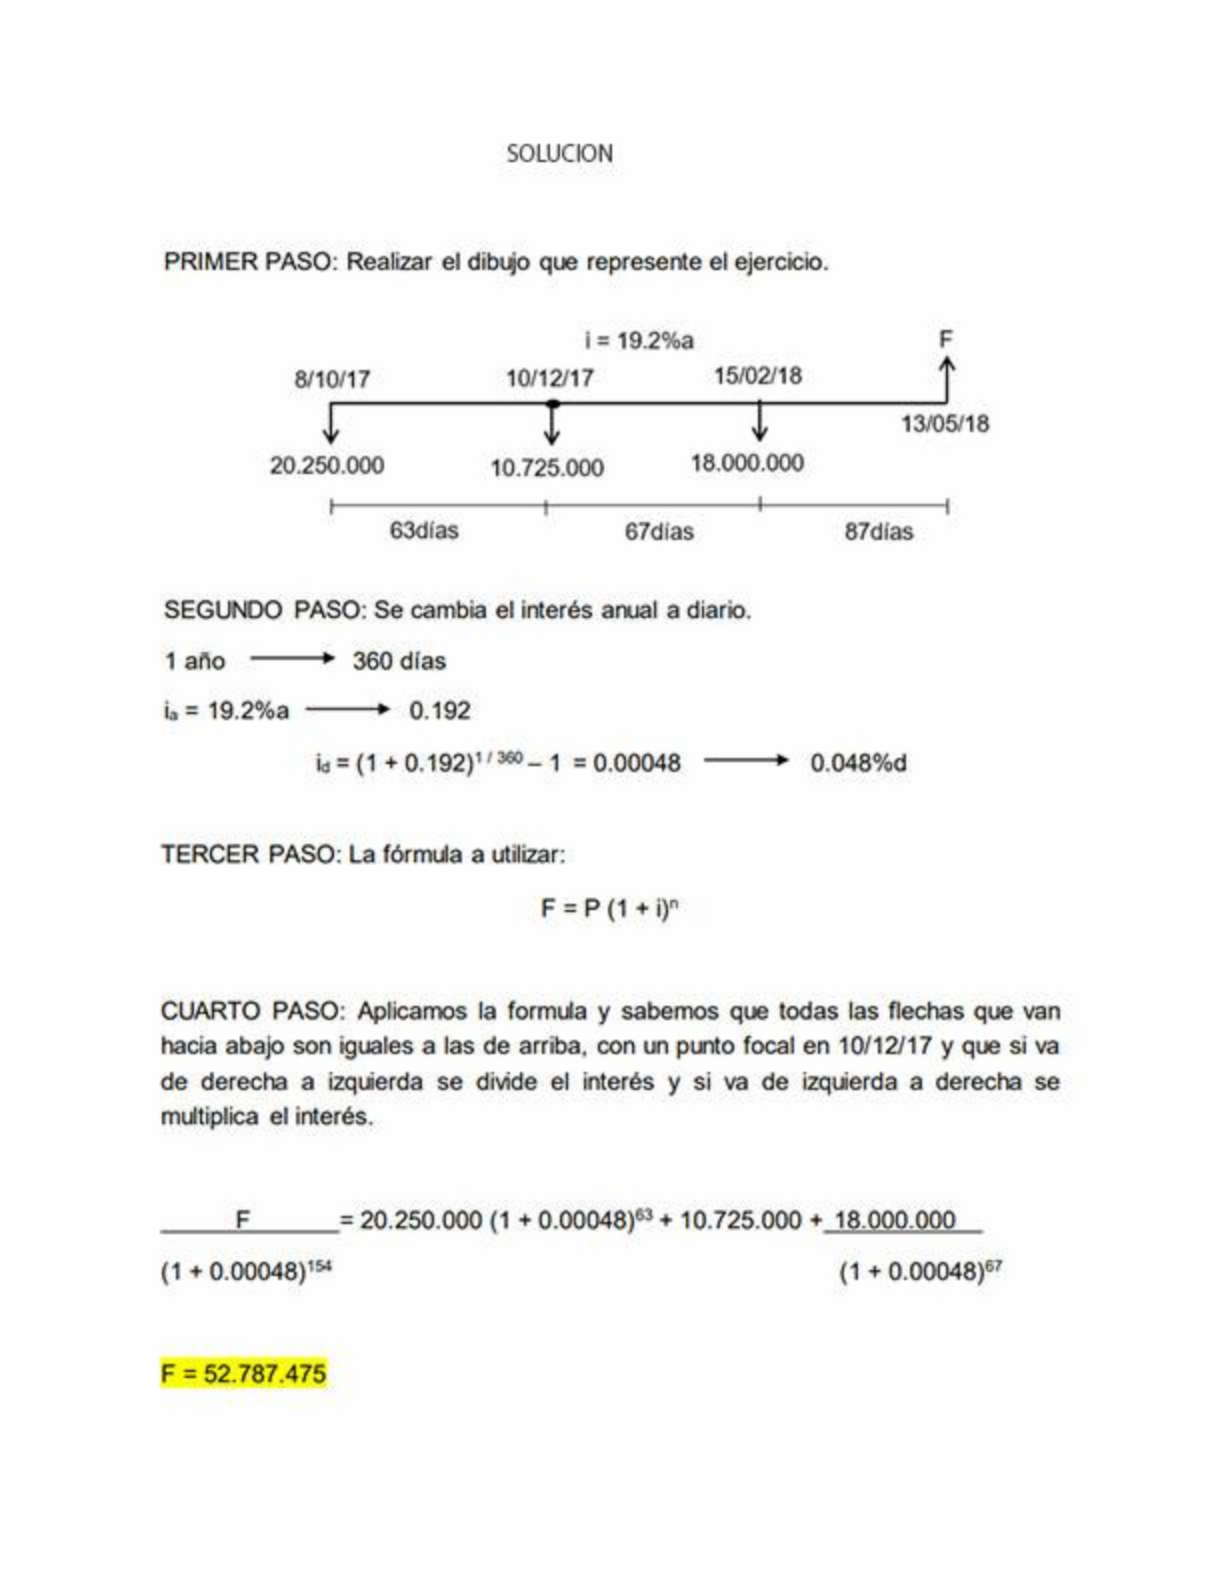 SOLUCION
PRIMER PASO: Realizar el dibujo que represente el ejercicio.
i = 19.2%a
F
8/10/17
10/12/17
15/02/18
13/05/18
20.250.000
10.725.000
18.000.000
63días
67días
87días
SEGUNDO PASO: Se cambia el interés anual a diario.
1 año → 360 días
iₐ = 19.2%a → 0.192
i_d = (1 + 0.192)^1 / 360 – 1 = 0.00048 → 0.048%d
TERCER PASO: La fórmula a utilizar:
F = P (1 + i)ⁿ
CUARTO PASO: Aplicamos la formula y sabemos que todas las flechas que van
hacia abajo son iguales a las de arriba, con un punto focal en 10/12/17 y que si va
de derecha a izquierda se divide el interés y si va de izquierda a derecha se
multiplica el interés.
F = 20.250.000 (1 + 0.00048)⁶³ + 10.725.000 + 18.000.000
(1 + 0.00048)¹⁵⁴ (1 + 0.00048)⁶⁷
F = 52.787.475